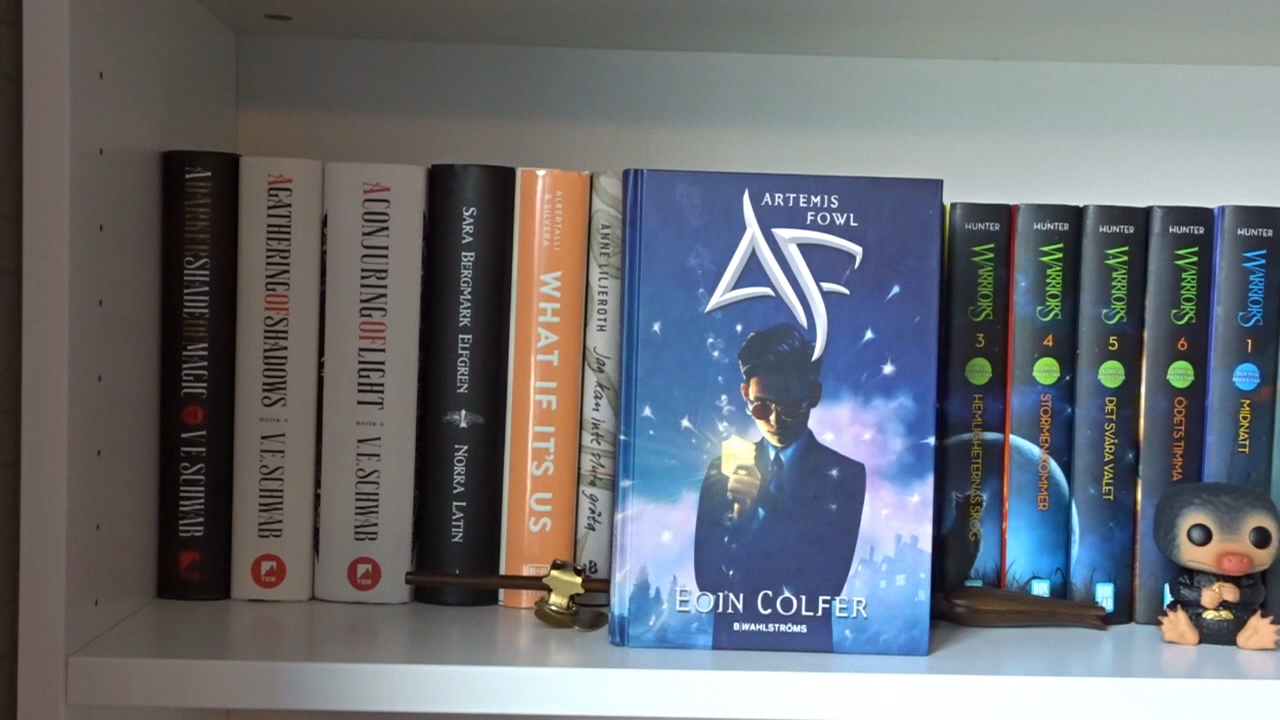 A DARKER SHADE OF MAGIC V.E. SCHWAB
A GATHERING OF SHADOWS BOOK 2 V.E. SCHWAB
TOR
A CONJURING OF LIGHT BOOK 3 V.E. SCHWAB
TOR
SARA BERGMARK ELFGREN NORRA LATIN
ALBERTALLI
& SILVERA
WHAT IF IT'S US
ANNE LILJEROTH Jag kan inte sluta gråta
ARTEMIS
FOWL
AF
EOIN COLFER
B WAHLSTRÖMS
HUNTER
WARRIORS
3
HEMLIGHETERNAS SKOG
HUNTER
WARRIORS
4
STORMEN KOMMER
HUNTER
WARRIORS
5
DET SVÅRA VALET
HUNTER
WARRIORS
6
ÖDETS TIMMA
HUNTER
WARRIORS
1
MIDNATT